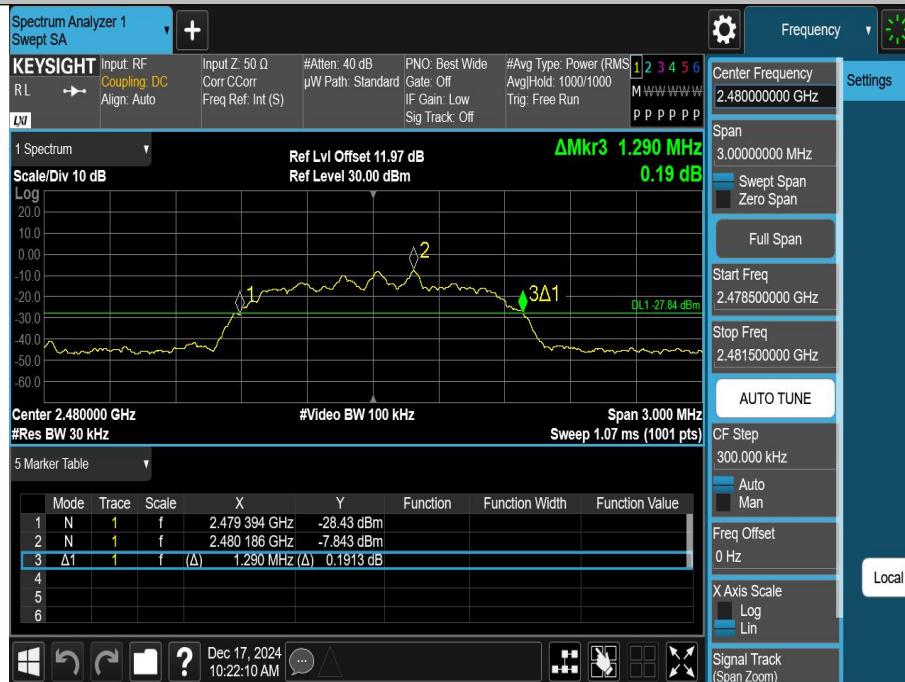 Spectrum Analyzer 1
Swept SA
+
Frequency
KEYSIGHT
RL
LXI
Input: RF
Coupling: DC
Align: Auto
Input Z: 50 Ω
Corr CCorr
Freq Ref: Int (S)
#Atten: 40 dB
µW Path: Standard
PNO: Best Wide
Gate: Off
IF Gain: Low
Sig Track: Off
#Avg Type: Power (RMS
Avg|Hold: 1000/1000
Trig: Free Run
1 2 3 4 5 6
M W W W W W
P P P P P P
1 Spectrum
Scale/Div 10 dB
Ref Lvl Offset 11.97 dB
Ref Level 30.00 dBm
ΔMkr3 1.290 MHz
0.19 dB
Log
20.0
10.0
0.00
-10.0
-20.0
-30.0
-40.0
-50.0
-60.0
1
2
3Δ1
DL1 -27.84 dBm
Center 2.480000 GHz
#Video BW 100 kHz
Span 3.000 MHz
#Res BW 30 kHz
Sweep 1.07 ms (1001 pts)
5 Marker Table
Mode Trace Scale X Y Function Function Width Function Value
1 N 1 f 2.479 394 GHz -28.43 dBm
2 N 1 f 2.480 186 GHz -7.843 dBm
3 Δ1 1 f (Δ) 1.290 MHz (Δ) 0.1913 dB
4
5
6
?
Dec 17, 2024
10:22:10 AM
Center Frequency
2.480000000 GHz
Settings
Span
3.00000000 MHz
Swept Span
Zero Span
Full Span
Start Freq
2.478500000 GHz
Stop Freq
2.481500000 GHz
AUTO TUNE
CF Step
300.000 kHz
Auto
Man
Freq Offset
0 Hz
Local
X Axis Scale
Log
Lin
Signal Track
(Span Zoom)